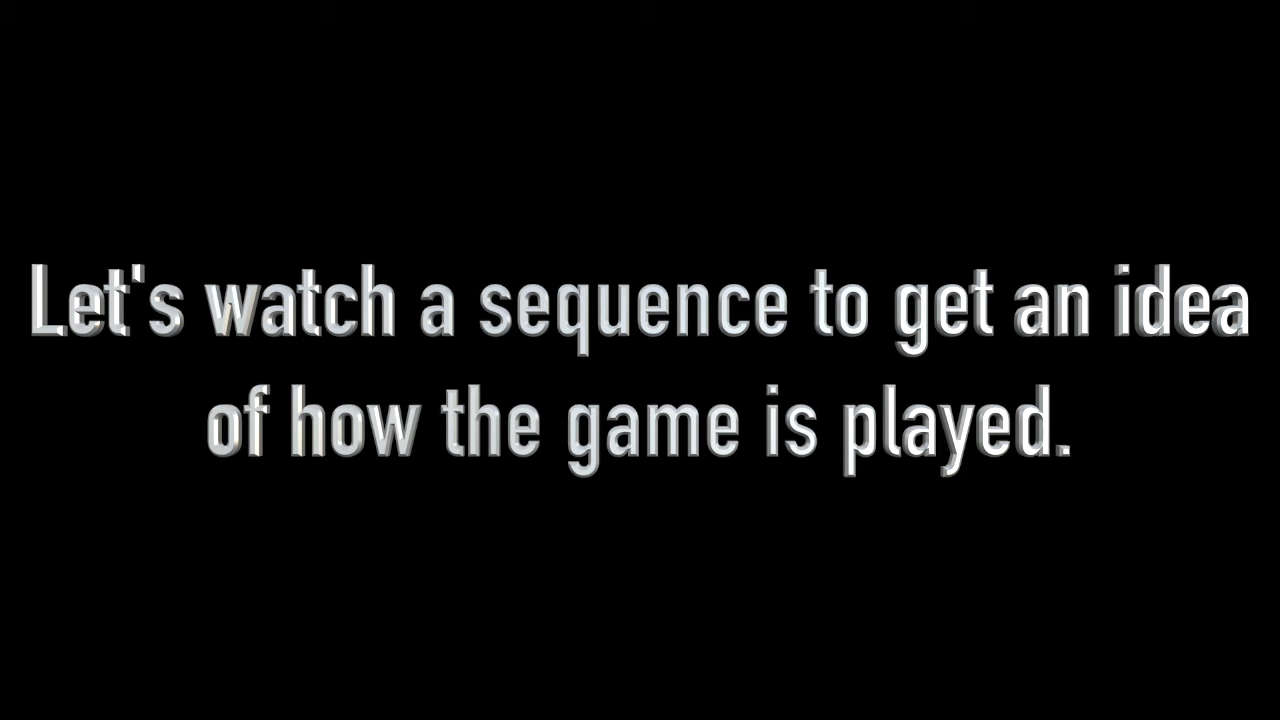 Let's watch a sequence to get an idea
of how the game is played.